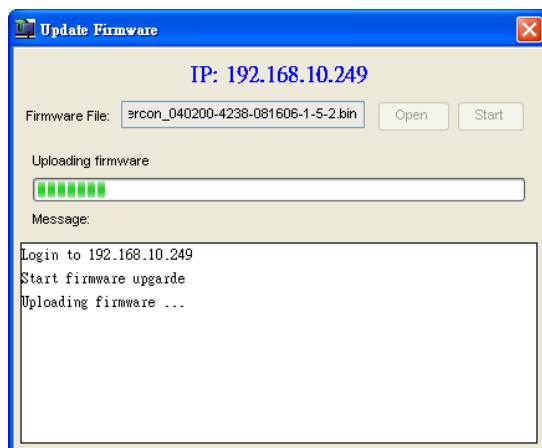 Update Firmware
IP: 192.168.10.249
Firmware File: ercon_040200-4238-081606-1-5-2.bin Open Start
Uploading firmware
Message:
Login to 192.168.10.249
Start firmware upgarde
Uploading firmware ...